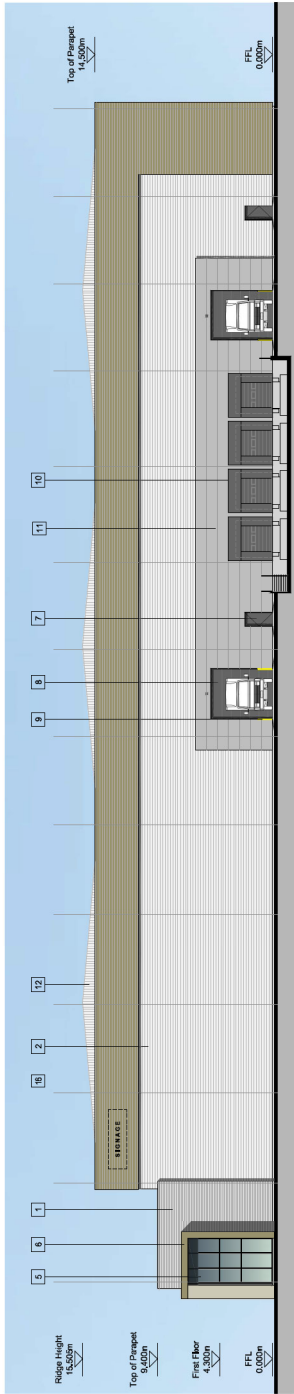 Ridge Height
15,505m
Top of Parapet
9,400m
First Floor
4,300m
FFL
0,000m
5
6
1
16
2
12
SIGNAGE
9
8
7
11
10
Top of Parapet
14,500m
FFL
0,000m